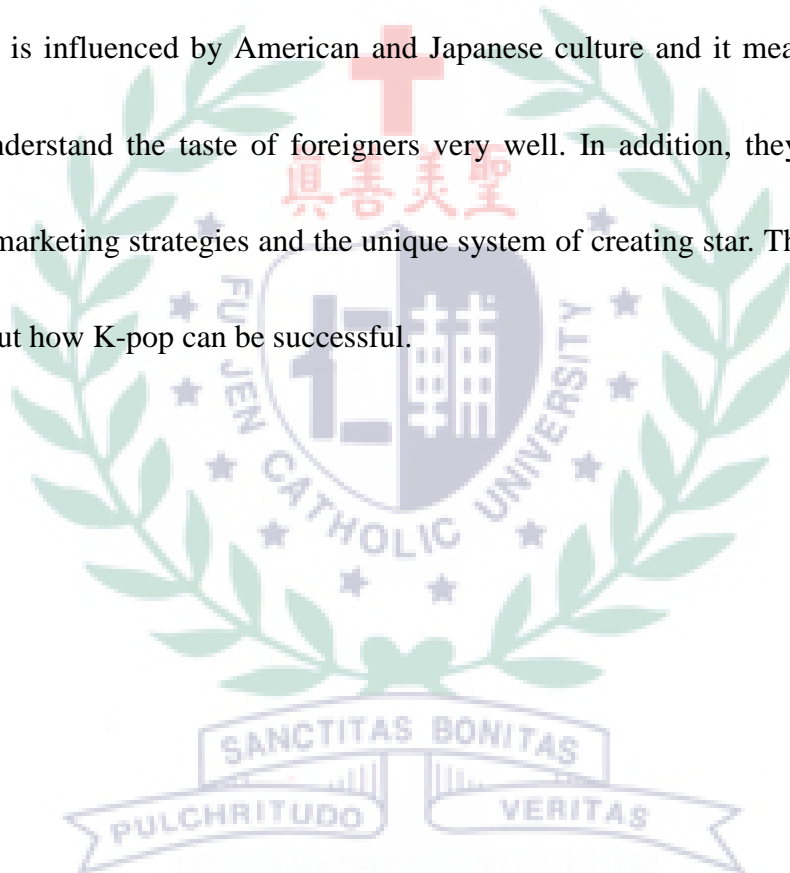 is influenced by American and Japanese culture and it mea
nderstand the taste of foreigners very well. In addition, they
眞善美聖
marketing strategies and the unique system of creating star. Th
ut how K-pop can be successful.
FU JEN CATHOLIC UNIVERSITY
輔仁
SANCTITAS BONITAS
PULCHRITUDO VERITAS